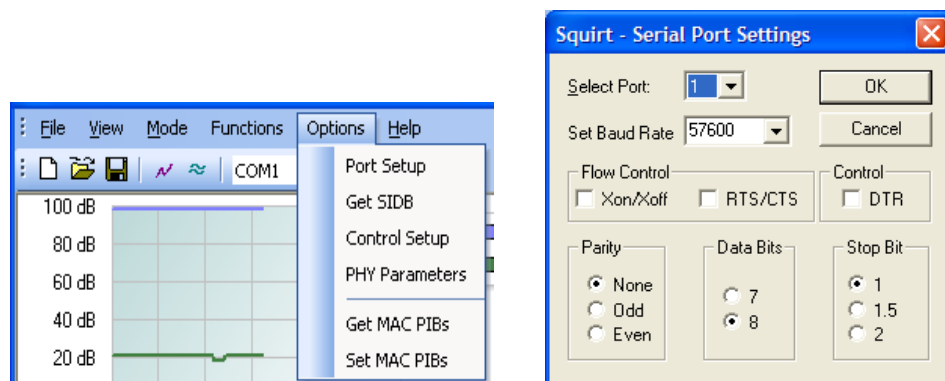 File View Mode Functions Options Help
COM1
Port Setup
Get SIDB
Control Setup
PHY Parameters
Get MAC PIBs
Set MAC PIBs
100 dB
80 dB
60 dB
40 dB
20 dB
Squirt - Serial Port Settings
Select Port: 1
OK
Set Baud Rate 57600
Cancel
Flow Control
Xon/Xoff RTS/CTS
Control
DTR
Parity
None
Odd
Even
Data Bits
7
8
Stop Bit
1
1.5
2